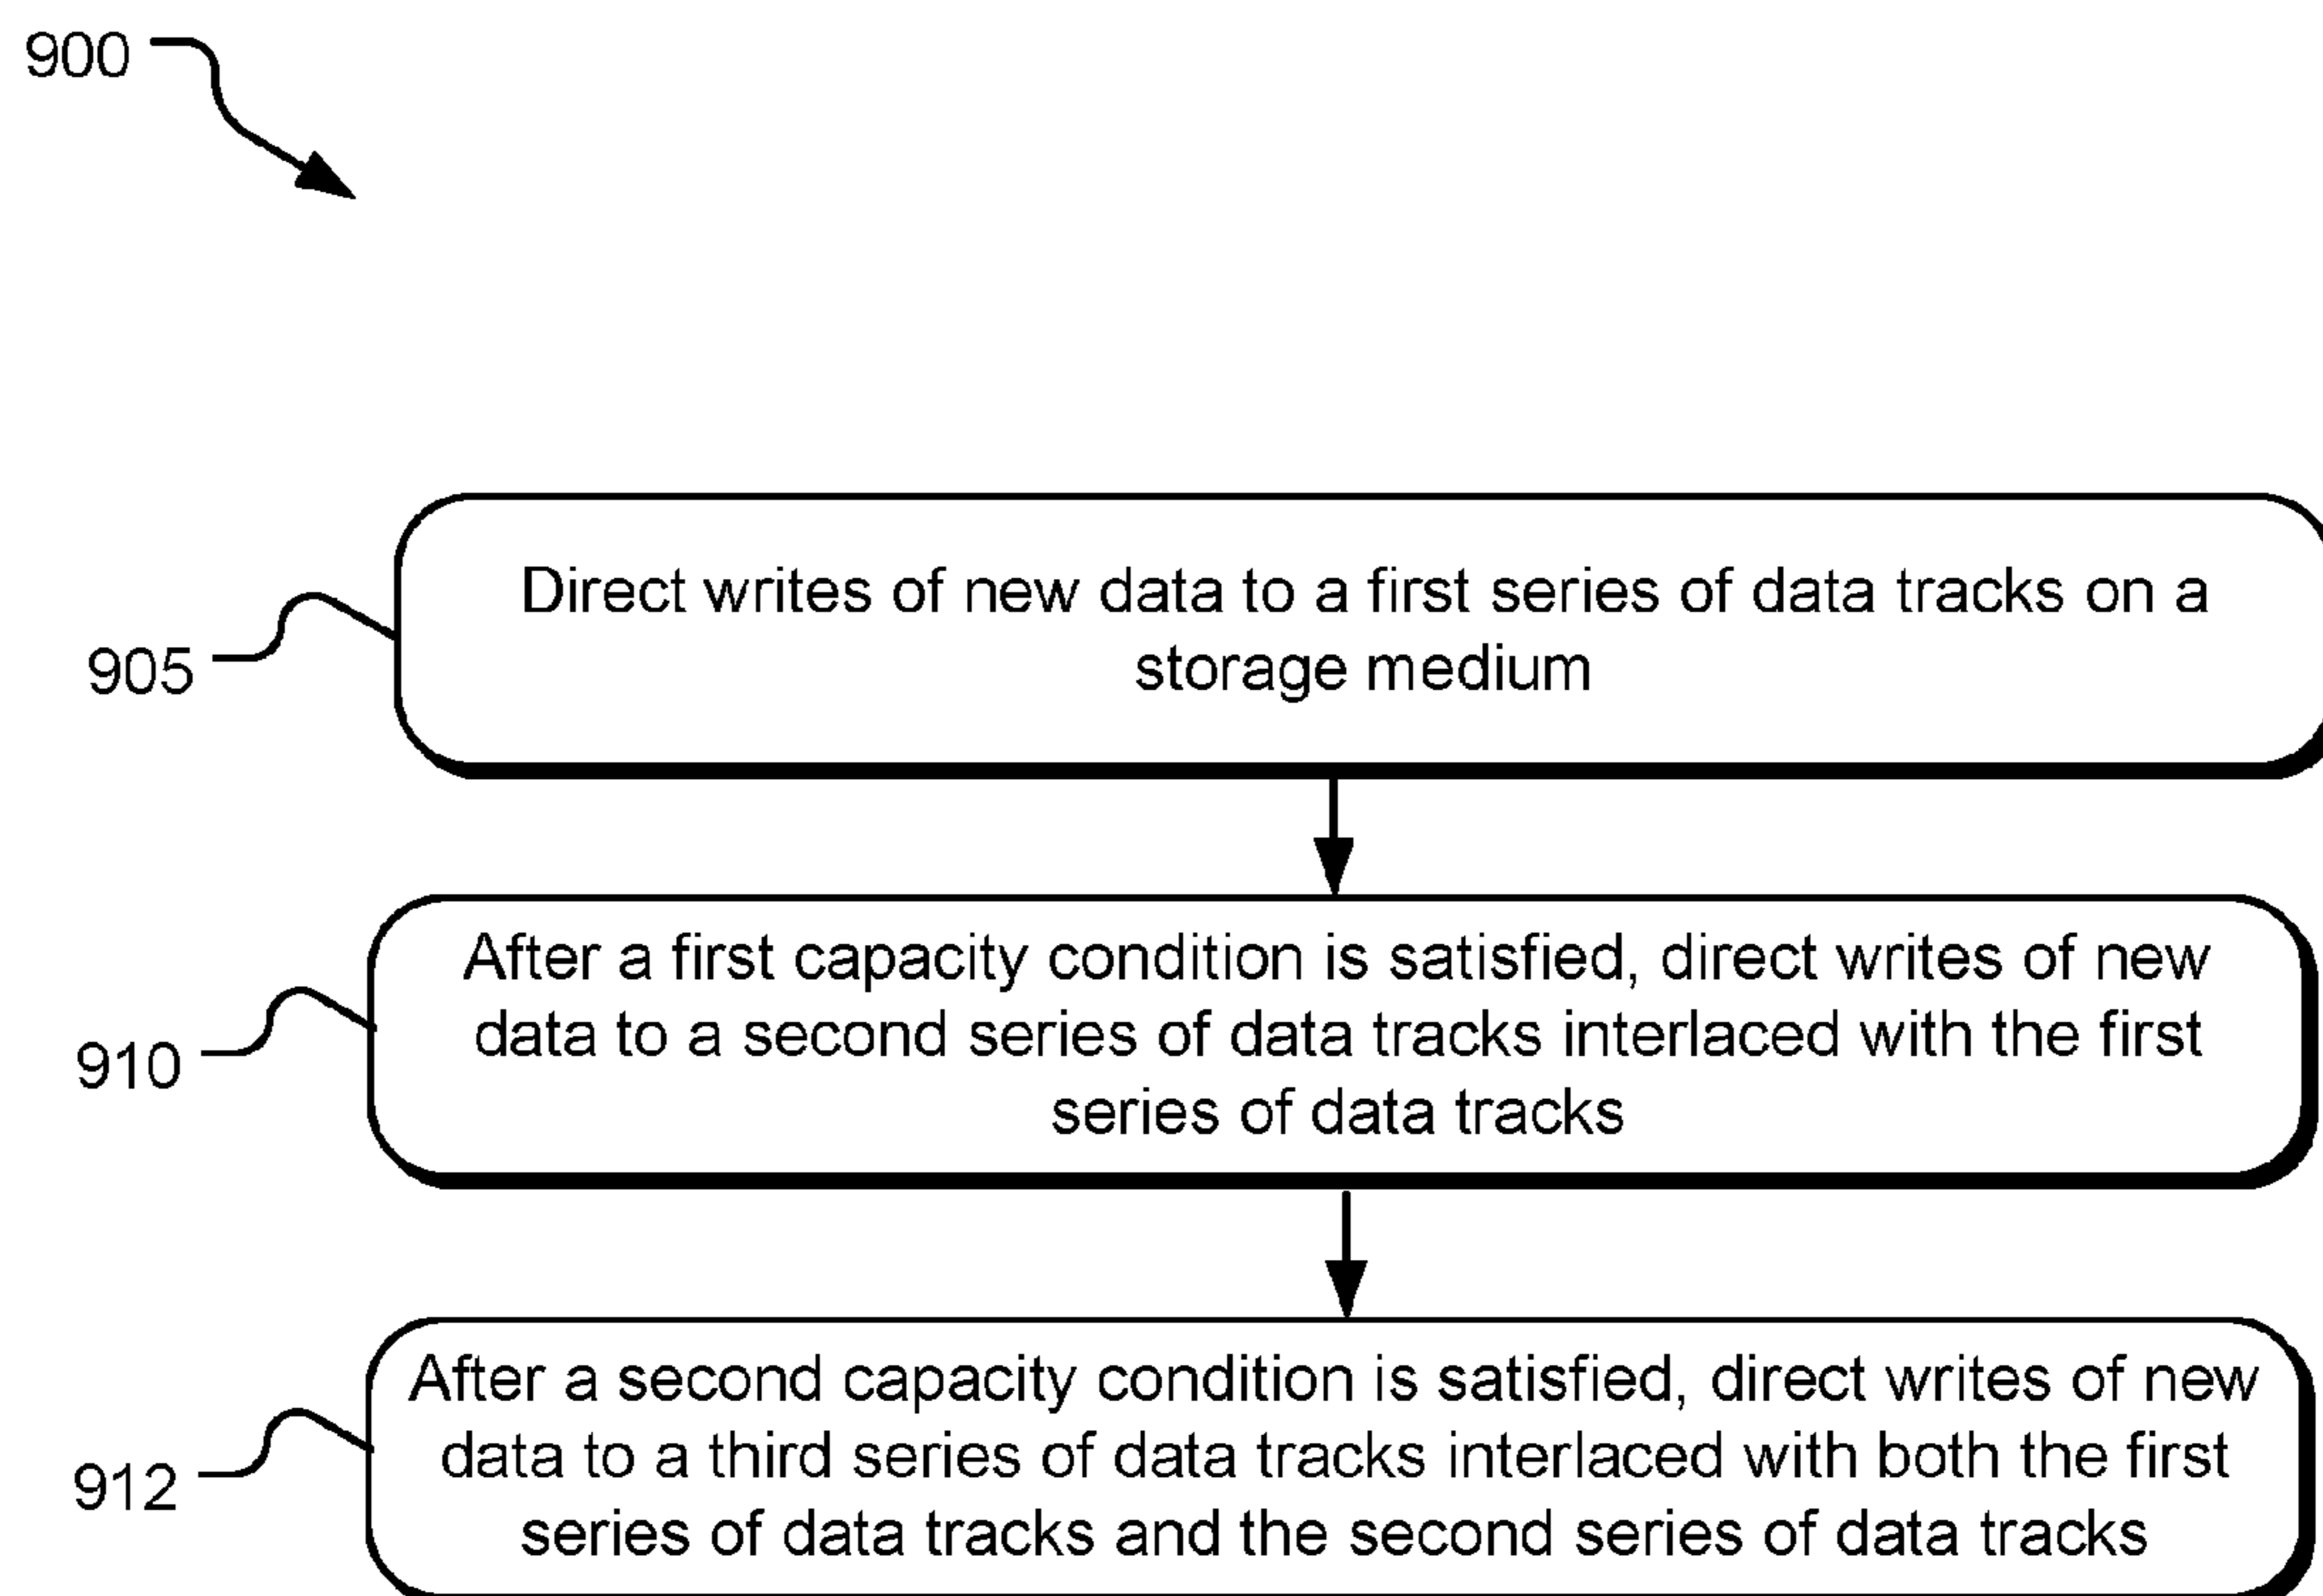 900
Direct writes of new data to a first series of data tracks on a
storage medium
905
After a first capacity condition is satisfied, direct writes of new
data to a second series of data tracks interlaced with the first
series of data tracks
910
After a second capacity condition is satisfied, direct writes of new
data to a third series of data tracks interlaced with both the first
series of data tracks and the second series of data tracks
912